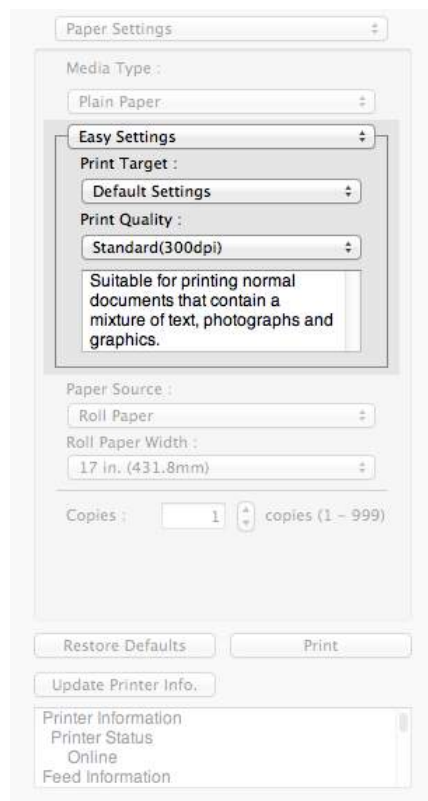 Paper Settings
Media Type :
Plain Paper
Easy Settings
Print Target :
Default Settings
Print Quality :
Standard(300dpi)
Suitable for printing normal
documents that contain a
mixture of text, photographs and
graphics.
Paper Source :
Roll Paper
Roll Paper Width :
17 in. (431.8mm)
Copies : 1 copies (1 – 999)
Restore Defaults Print
Update Printer Info.
Printer Information
Printer Status
Online
Feed Information